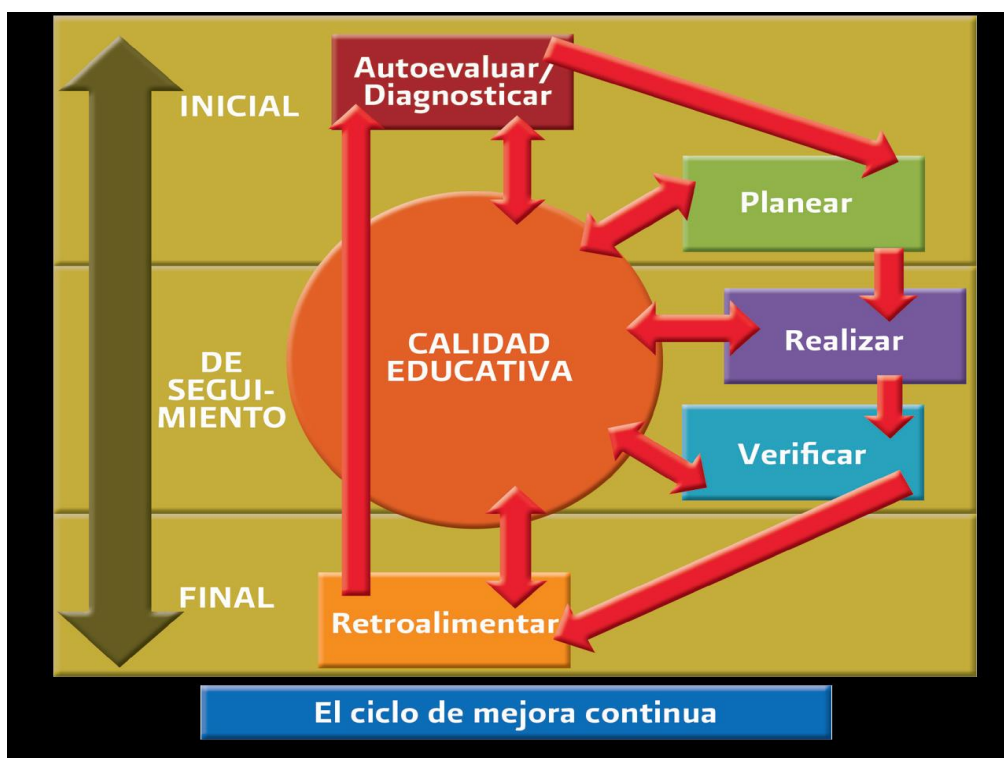 Autoevaluar/
Diagnosticar
INICIAL
Planear
Realizar
CALIDAD
EDUCATIVA
DE
SEGUI-
MIENTO
Verificar
FINAL
Retroalimentar
El ciclo de mejora continua